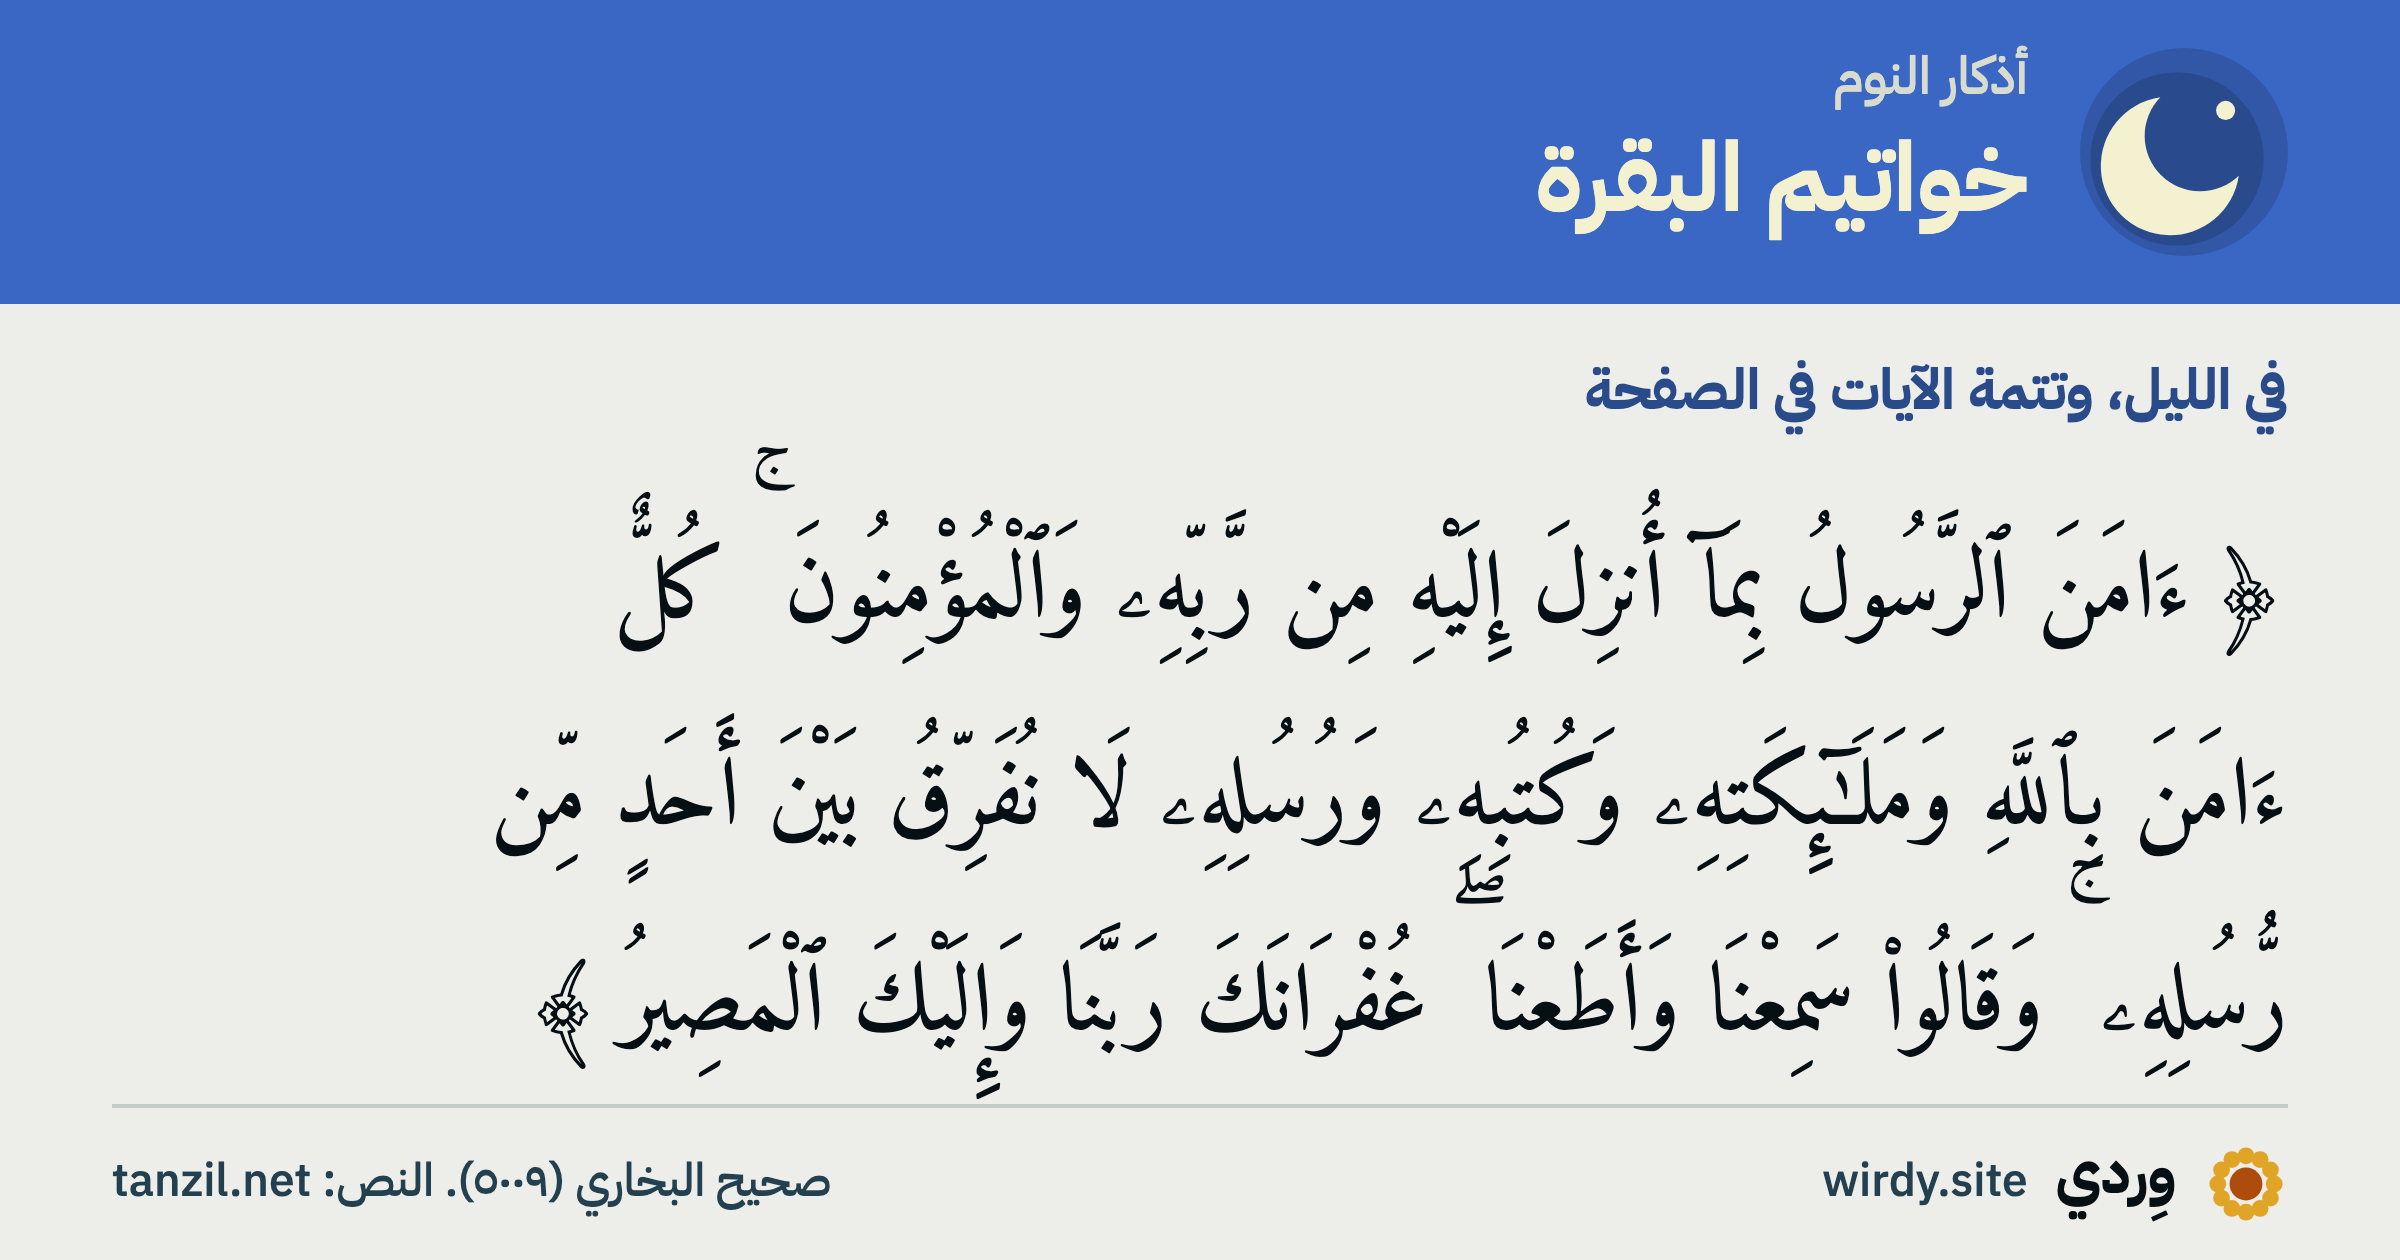 أذكار النوم
خواتيم البقرة
في الليل، وتتمة الآيات في الصفحة
﴿ ءَامَنَ ٱلرَّسُولُ بِمَآ أُنزِلَ إِلَيْهِ مِن رَّبِّهِۦ وَٱلْمُؤْمِنُونَ ۚ كُلٌّ
ءَامَنَ بِٱللَّهِ وَمَلَـٰٓئِكَتِهِۦ وَكُتُبِهِۦ وَرُسُلِهِۦ لَا نُفَرِّقُ بَيْنَ أَحَدٍ مِّن
رُّسُلِهِۦ ۚ وَقَالُوا۟ سَمِعْنَا وَأَطَعْنَا ۖ غُفْرَانَكَ رَبَّنَا وَإِلَيْكَ ٱلْمَصِيرُ ﴾
وِردي wirdy.site
صحيح البخاري (٥٠٠٩). النص: tanzil.net